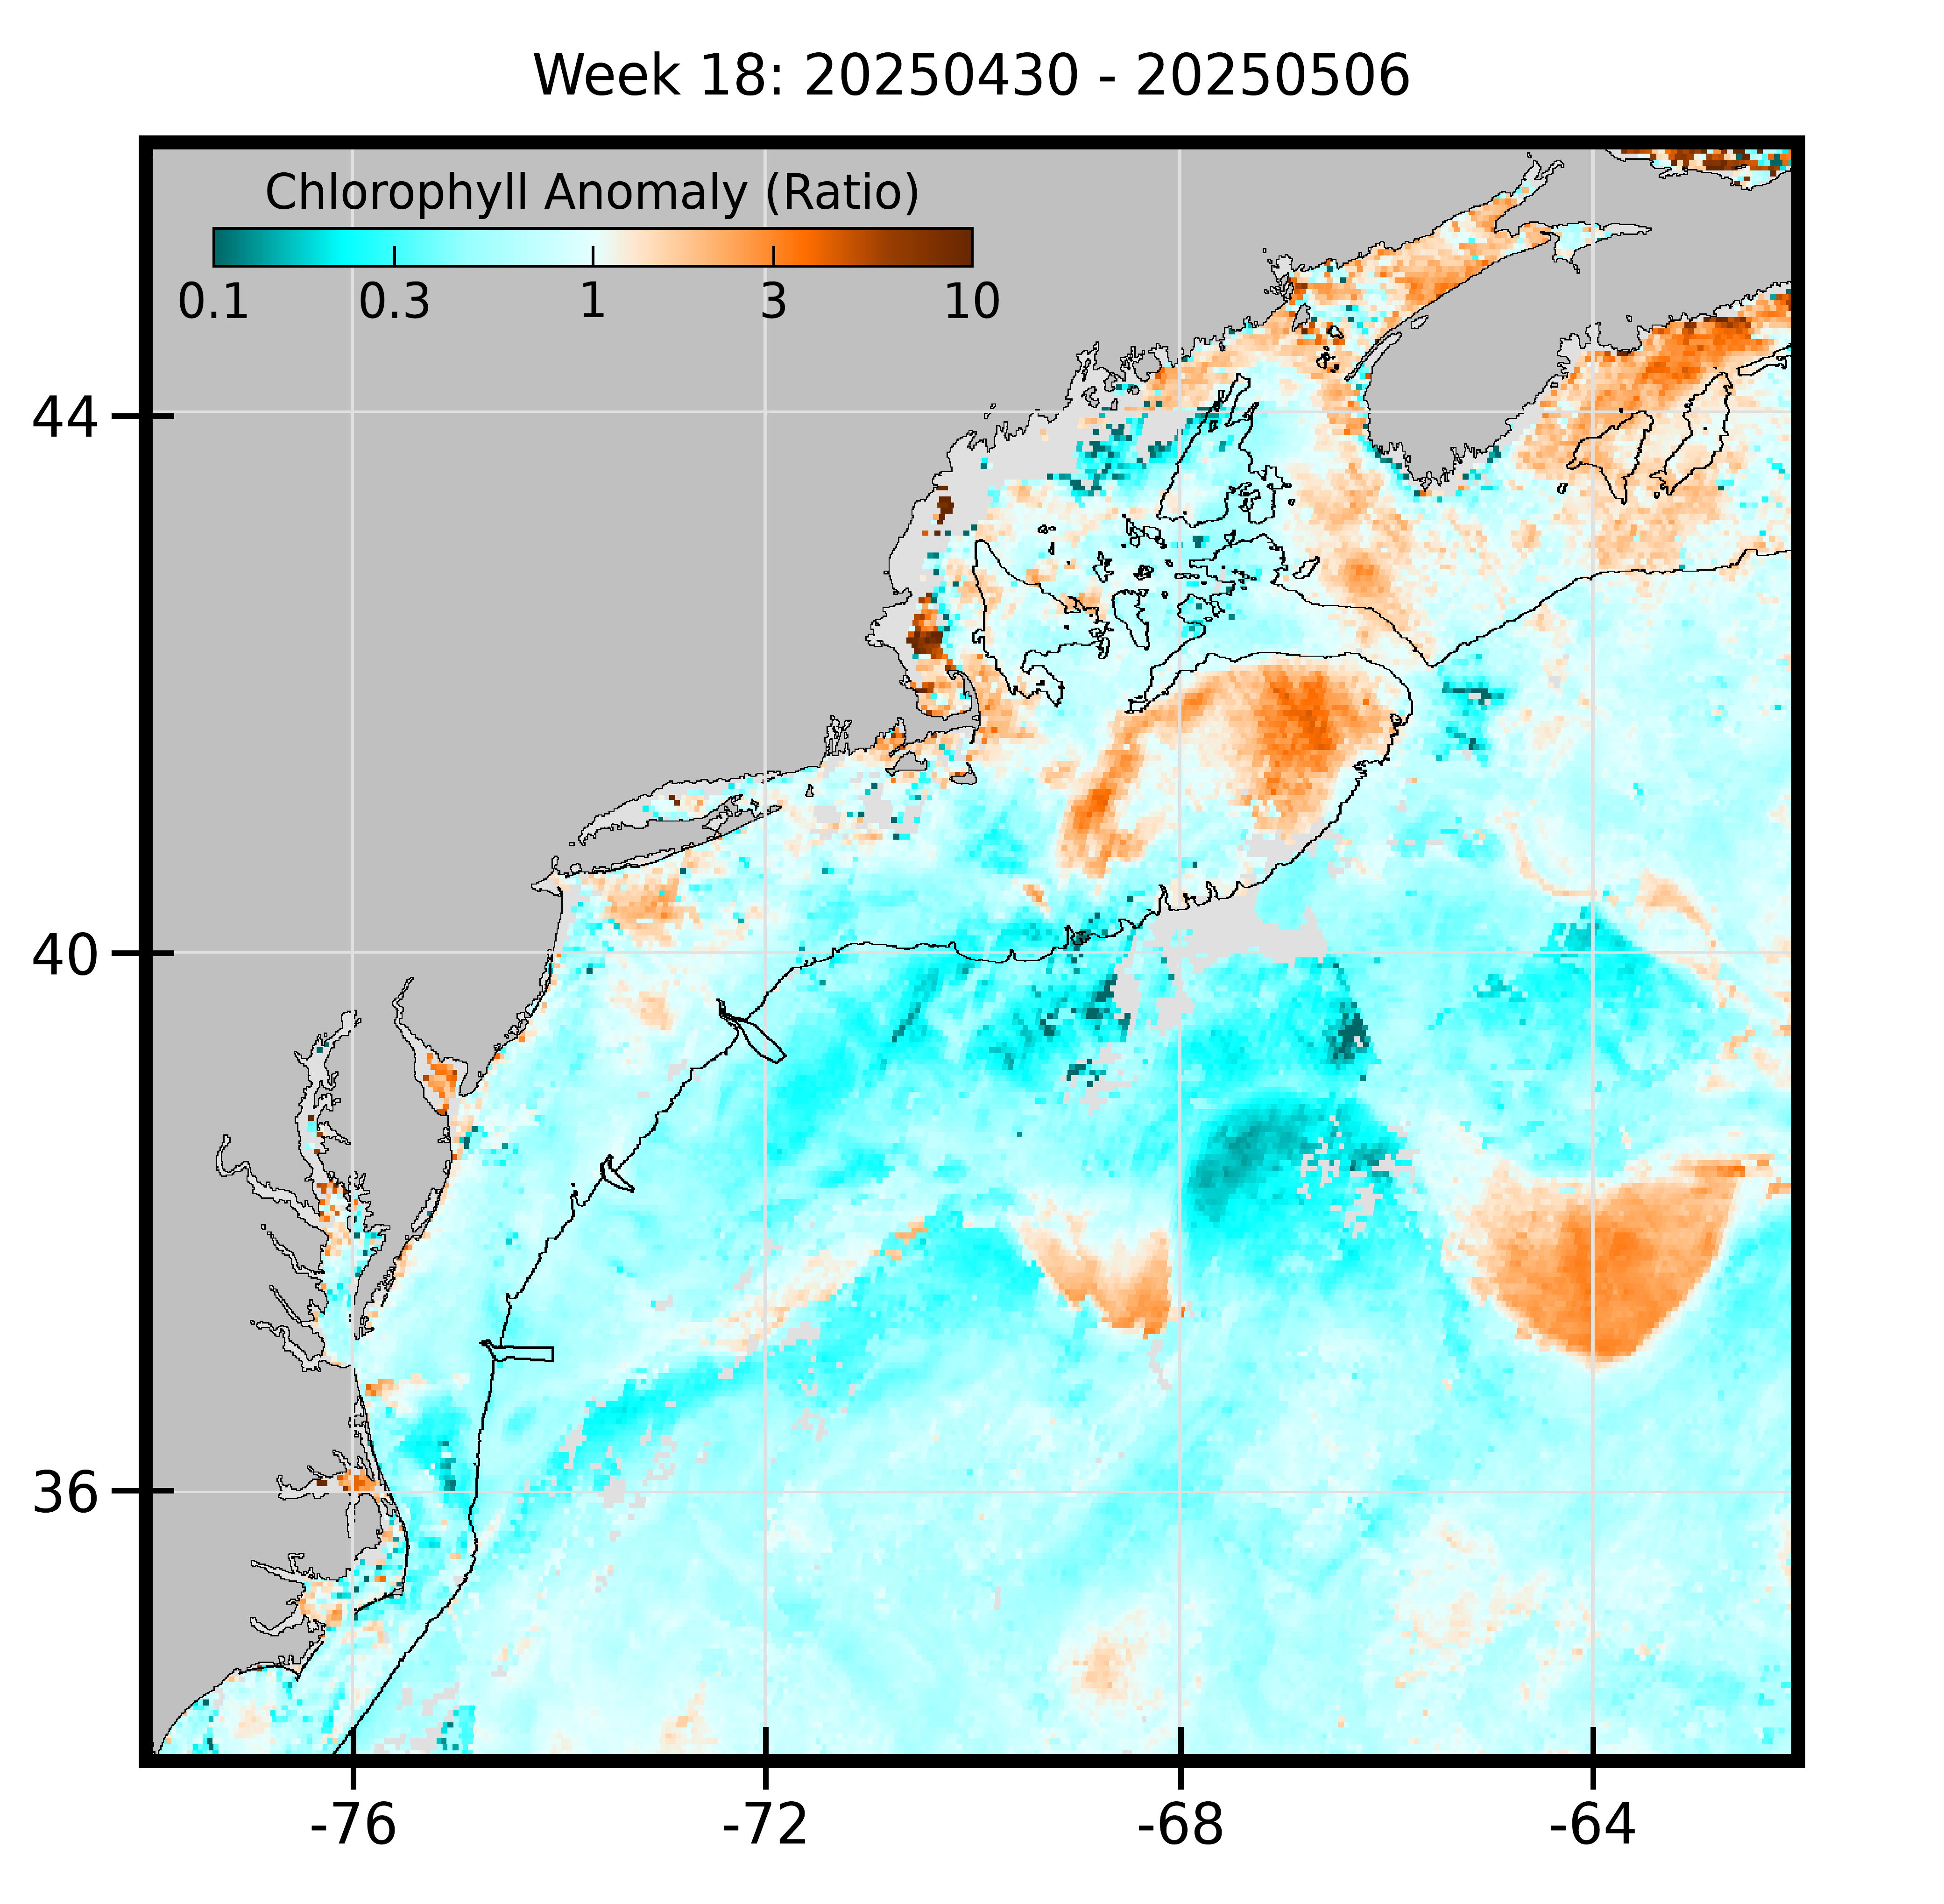 Week 18: 20250430 - 20250506
Chlorophyll Anomaly (Ratio)
0.1 0.3 1 3 10
44
40
36
-76 -72 -68 -64